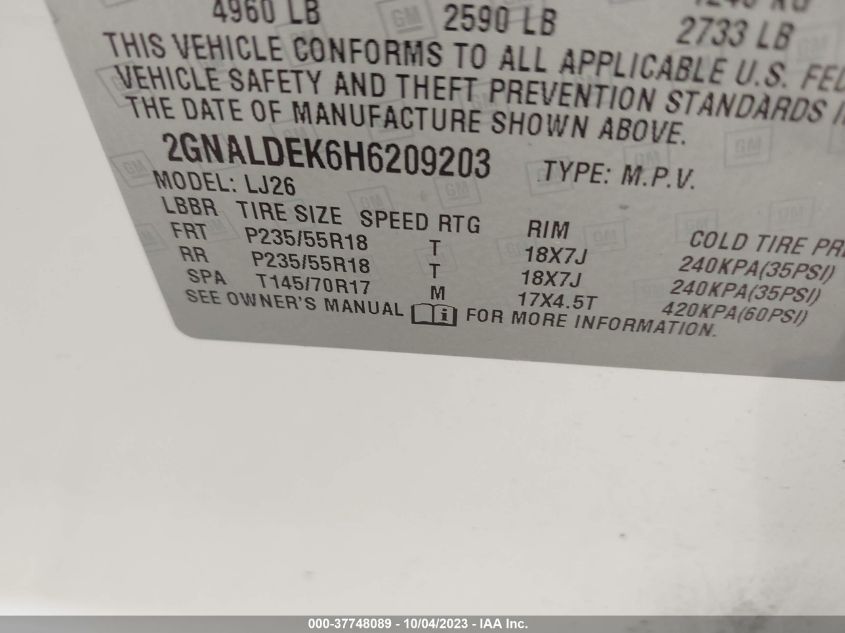 4960 LB 2590 LB 2733 LB
THIS VEHICLE CONFORMS TO ALL APPLICABLE U.S. FE
VEHICLE SAFETY AND THEFT PREVENTION STANDARDS I
THE DATE OF MANUFACTURE SHOWN ABOVE.
2GNALDEK6H6209203 TYPE: M.P.V.
MODEL: LJ26
LBBR TIRE SIZE SPEED RTG RIM COLD TIRE PR
FRT P235/55R18 T 18X7J 240KPA(35PSI)
RR P235/55R18 T 18X7J 240KPA(35PSI)
SPA T145/70R17 M 17X4.5T 420KPA(60PSI)
SEE OWNER'S MANUAL i FOR MORE INFORMATION.
000-37748089 - 10/04/2023 - IAA Inc.